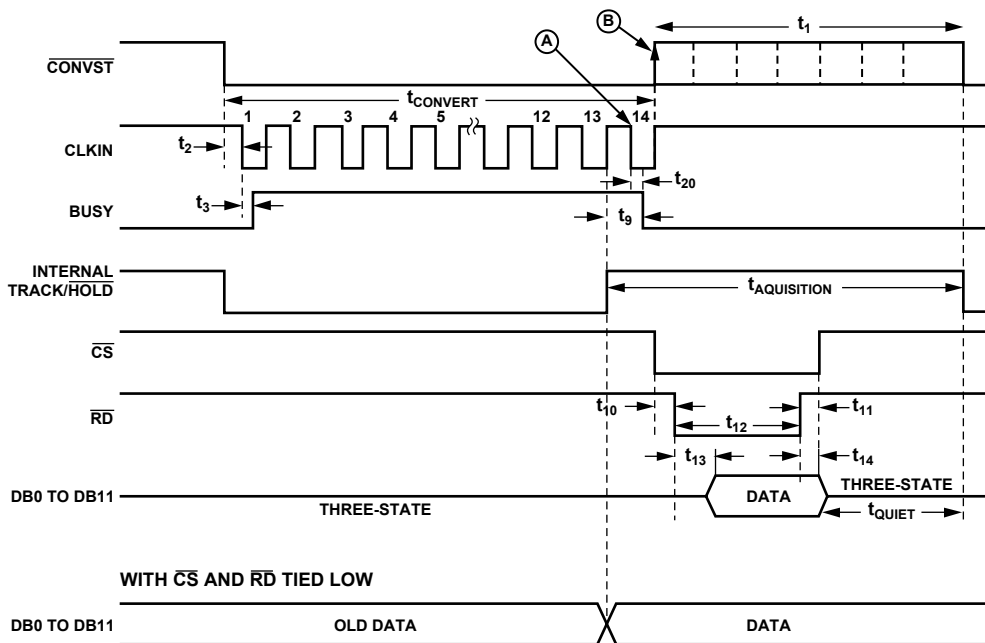 B
t1
A
CONVST
tCONVERT
1 2 3 4 5 12 13 14
CLKIN
t2
t20
t3
BUSY
t9
INTERNAL
TRACK/HOLD
tAQUISITION
CS
t10
t11
RD
t12
t13
t14
DB0 TO DB11
THREE-STATE
DATA
THREE-STATE
tQUIET
WITH CS AND RD TIED LOW
DB0 TO DB11
OLD DATA
DATA